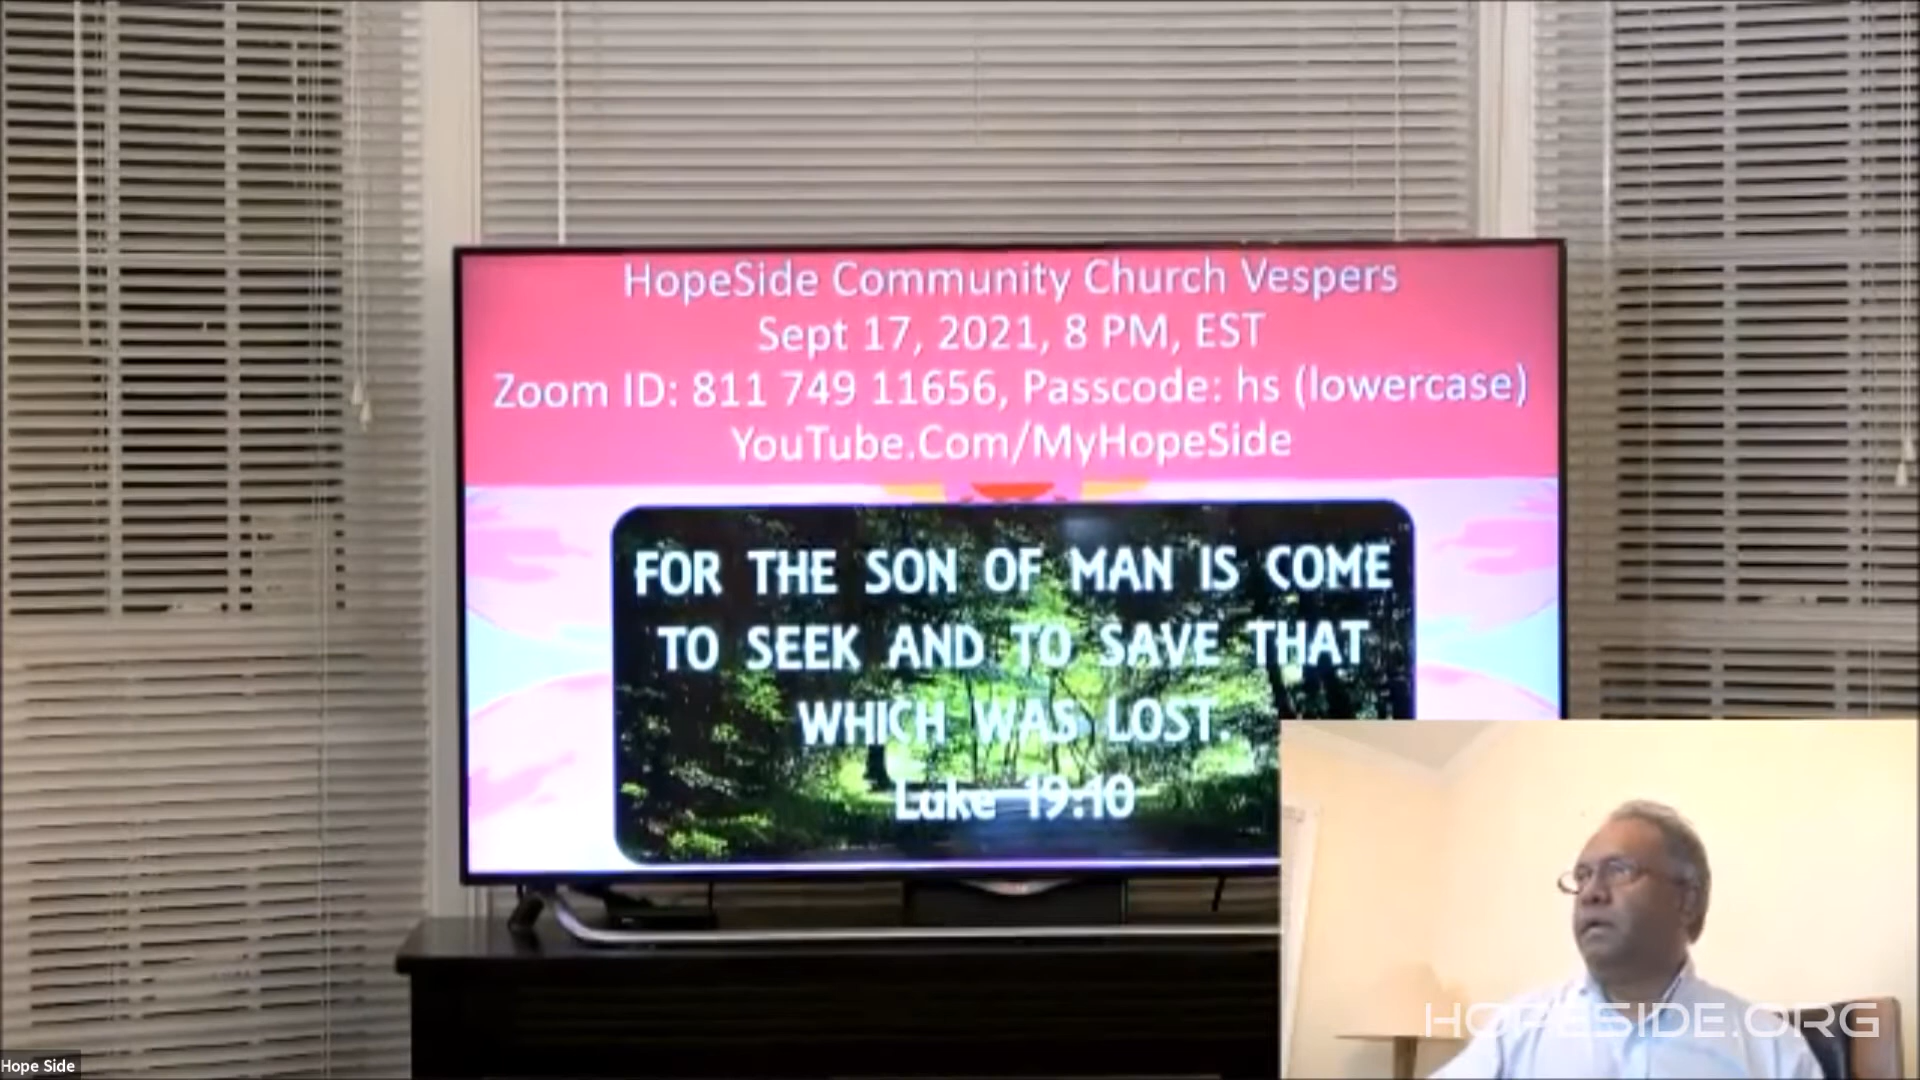 HopeSide Community Church Vespers
Sept 17, 2021, 8 PM, EST
Zoom ID: 811 749 11656, Passcode: hs (lowercase)
YouTube.Com/MyHopeSide
FOR THE SON OF MAN IS COME
TO SEEK AND TO SAVE THAT
WHICH WAS LOST.
Luke 19:10
HOPESIDE.ORG
Hope Side